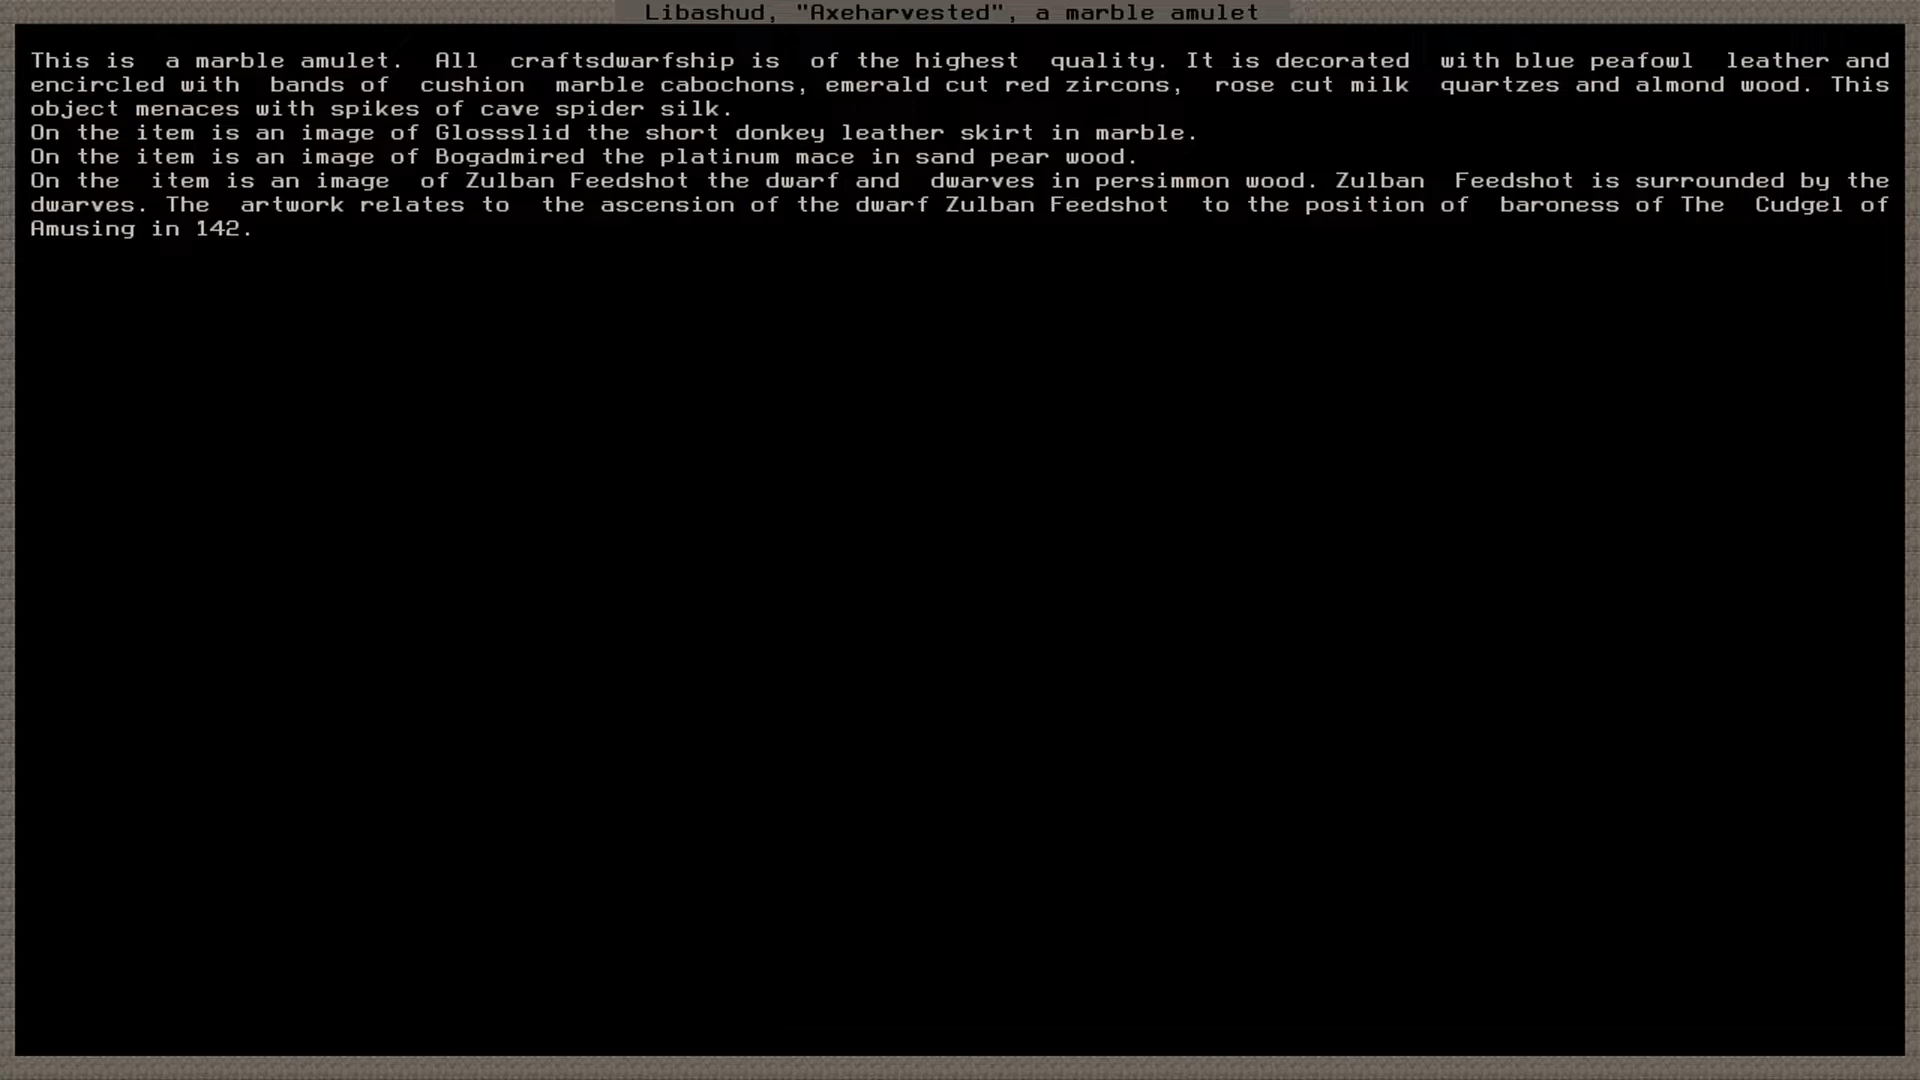 Libashud, "Axeharvested", a marble amulet
This is a marble amulet. All craftsdwarfship is of the highest quality. It is decorated with blue peafowl leather and
encircled with bands of cushion marble cabochons, emerald cut red zircons, rose cut milk quartzes and almond wood. This
object menaces with spikes of cave spider silk.
On the item is an image of Glossslid the short donkey leather skirt in marble.
On the item is an image of Bogadmired the platinum mace in sand pear wood.
On the item is an image of Zulban Feedshot the dwarf and dwarves in persimmon wood. Zulban Feedshot is surrounded by the
dwarves. The artwork relates to the ascension of the dwarf Zulban Feedshot to the position of baroness of The Cudgel of
Amusing in 142.